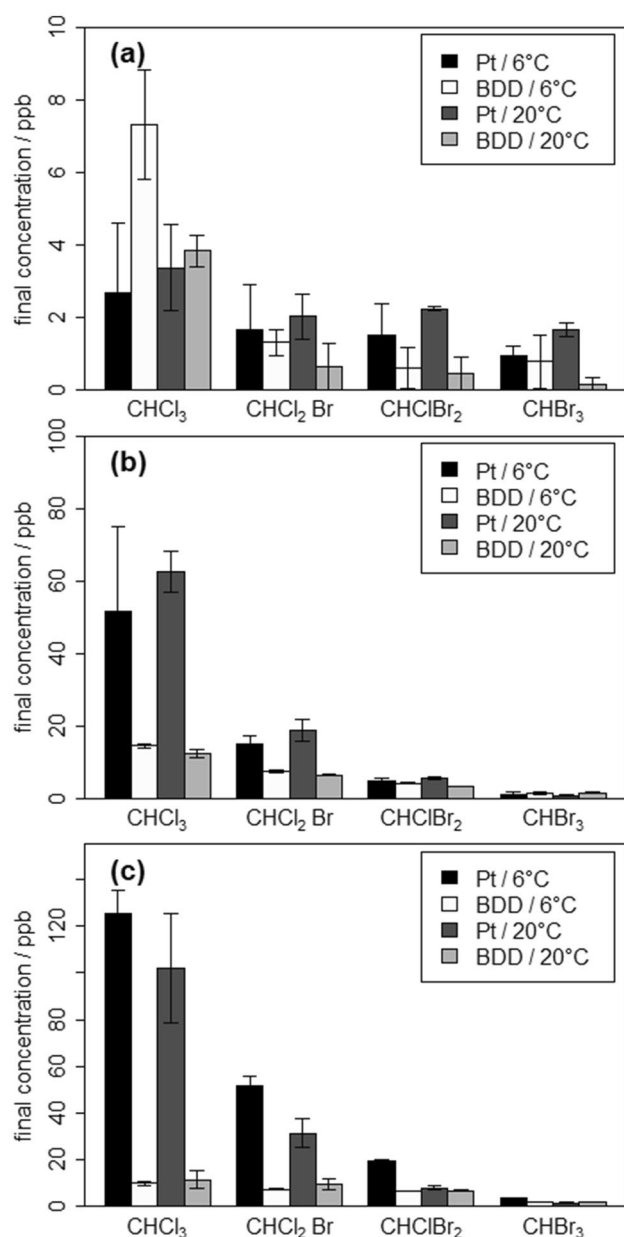 (a)
Pt / 6°C
BDD / 6°C
Pt / 20°C
BDD / 20°C
final concentration / ppb
10
8
6
4
2
0
CHCl₃ CHCl₂ Br CHClBr₂ CHBr₃
(b)
Pt / 6°C
BDD / 6°C
Pt / 20°C
BDD / 20°C
final concentration / ppb
100
80
60
40
20
0
CHCl₃ CHCl₂ Br CHClBr₂ CHBr₃
(c)
Pt / 6°C
BDD / 6°C
Pt / 20°C
BDD / 20°C
final concentration / ppb
120
80
60
40
20
0
CHCl₃ CHCl₂ Br CHClBr₂ CHBr₃